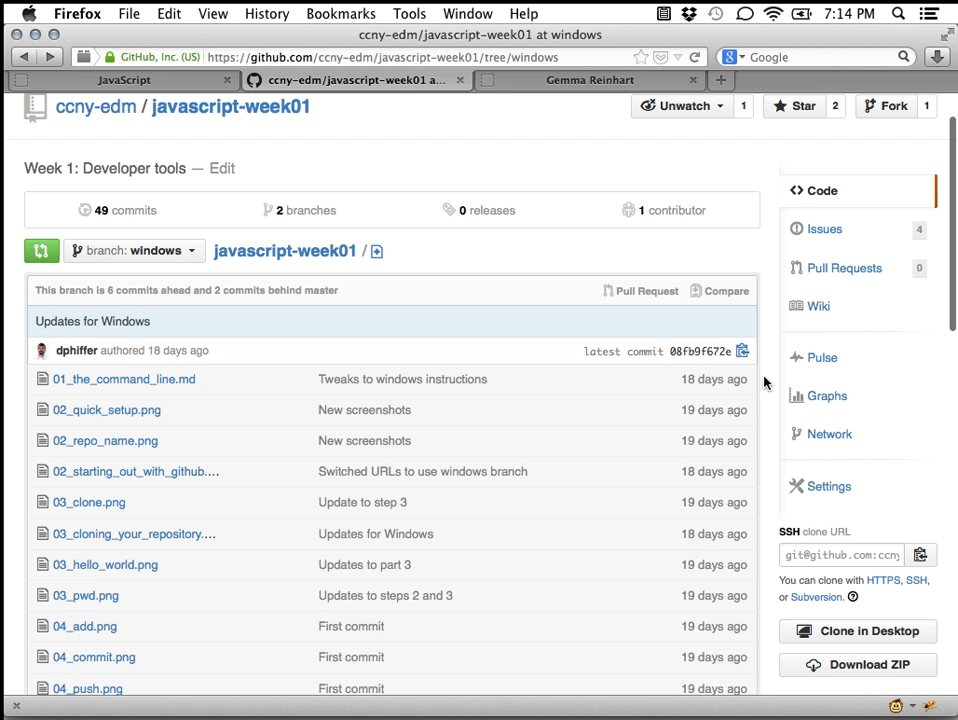 Firefox File Edit View History Bookmarks Tools Window Help 7:14 PM
ccny-edm/javascript-week01 at windows
GitHub, Inc. (US) https://github.com/ccny-edm/javascript-week01/tree/windows Google
JavaScript ccny-edm/javascript-week01 a... Gemma Reinhart
ccny-edm / javascript-week01 Unwatch 1 Star 2 Fork 1
Week 1: Developer tools — Edit
49 commits 2 branches 0 releases 1 contributor
branch: windows javascript-week01 /
This branch is 6 commits ahead and 2 commits behind master Pull Request Compare
Updates for Windows
dphiffer authored 18 days ago latest commit 08fb9f672e
01_the_command_line.md Tweaks to windows instructions 18 days ago
02_quick_setup.png New screenshots 19 days ago
02_repo_name.png New screenshots 19 days ago
02_starting_out_with_github.... Switched URLs to use windows branch 18 days ago
03_clone.png Update to step 3 19 days ago
03_cloning_your_repository.... Updates for Windows 18 days ago
03_hello_world.png Updates to part 3 19 days ago
03_pwd.png Updates to steps 2 and 3 19 days ago
04_add.png First commit 19 days ago
04_commit.png First commit 19 days ago
04_push.png First commit 19 days ago
Code
Issues 4
Pull Requests 0
Wiki
Pulse
Graphs
Network
Settings
SSH clone URL
git@github.com:ccny
You can clone with HTTPS, SSH,
or Subversion.
Clone in Desktop
Download ZIP